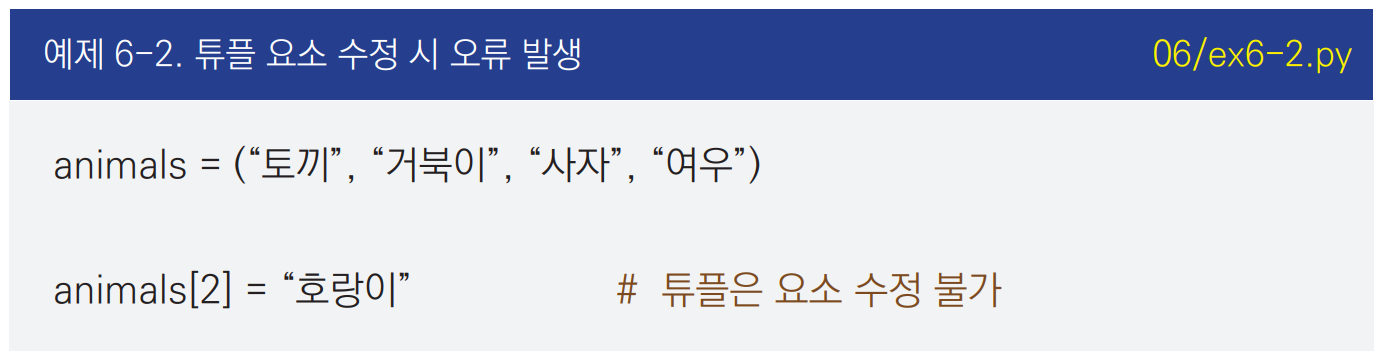 예제 6-2. 튜플 요소 수정 시 오류 발생 06/ex6-2.py
animals = (“토끼”, “거북이”, “사자”, “여우”)
animals[2] = “호랑이” # 튜플은 요소 수정 불가